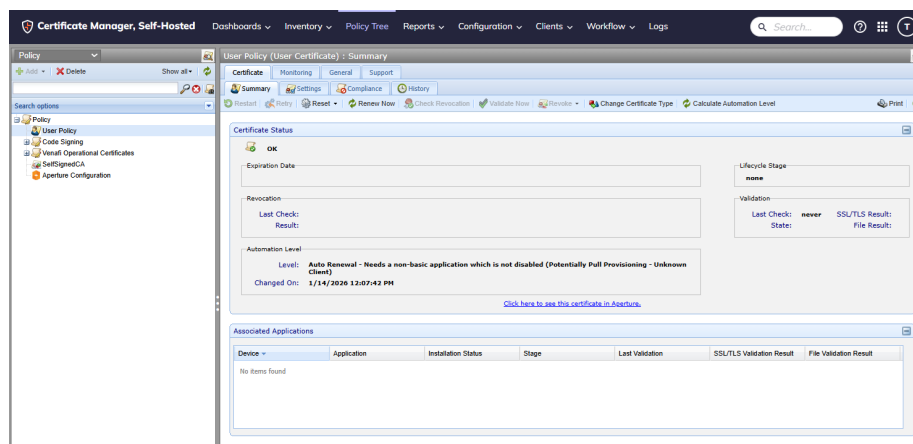 Certificate Manager, Self-Hosted Dashboards Inventory Policy Tree Reports Configuration Clients Workflow Logs Search... T
Policy
Add Delete Show all
Search options
Policy
User Policy
Code Signing
Venafi Operational Certificates
SelfSignedCA
Aperture Configuration
User Policy (User Certificate) : Summary
Certificate Monitoring General Support
Summary Settings Compliance History
Restart Retry Reset Renew Now Check Revocation Validate Now Revoke Change Certificate Type Calculate Automation Level Print
Certificate Status
OK
Expiration Date
Lifecycle Stage
none
Revocation
Last Check:
Result:
Validation
Last Check: never SSL/TLS Result:
State: File Result:
Automation Level
Level: Auto Renewal - Needs a non-basic application which is not disabled (Potentially Pull Provisioning - Unknown
Client)
Changed On: 1/14/2026 12:07:42 PM
Click here to see this certificate in Aperture.
Associated Applications
Device Application Installation Status Stage Last Validation SSL/TLS Validation Result File Validation Result
No items found